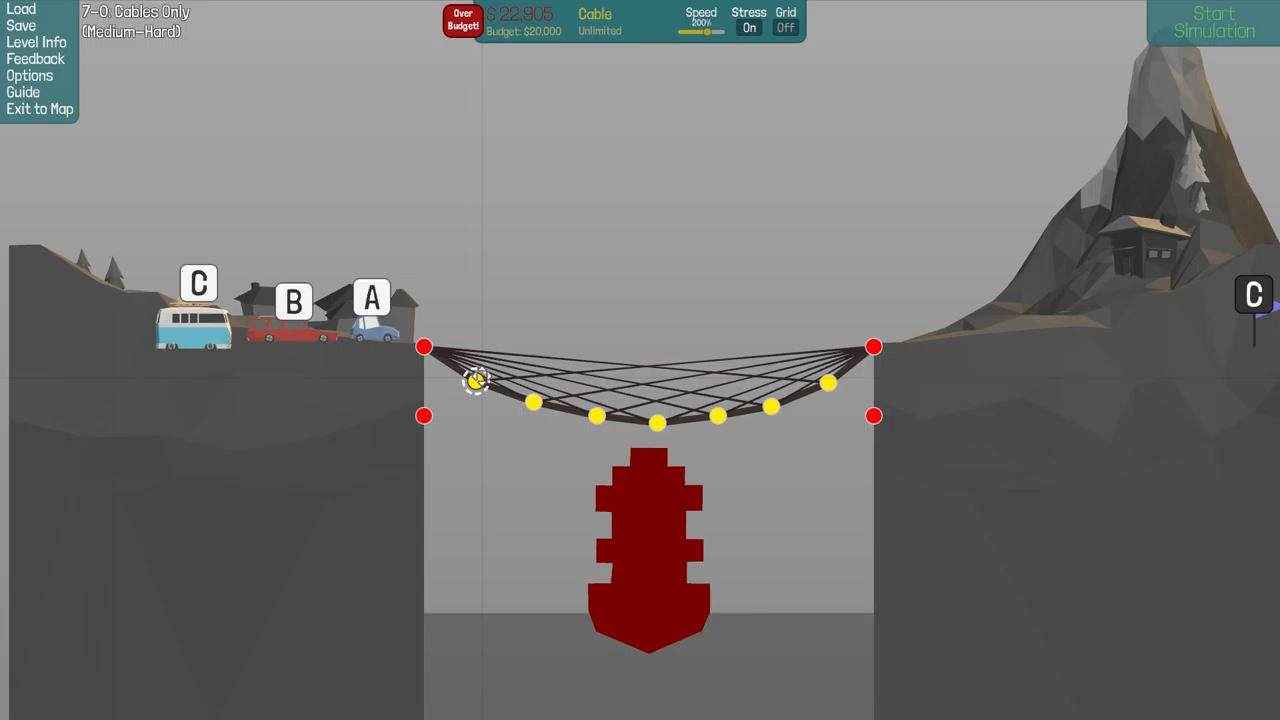 Load
Save
Level Info
Feedback
Options
Guide
Exit to Map
7-0: Cables Only
(Medium-Hard)
Over
Budget!
$ 22,905
Budget: $20,000
Cable
Unlimited
Speed
200%
Stress
On
Grid
Off
Start
Simulation
C
B
A
C